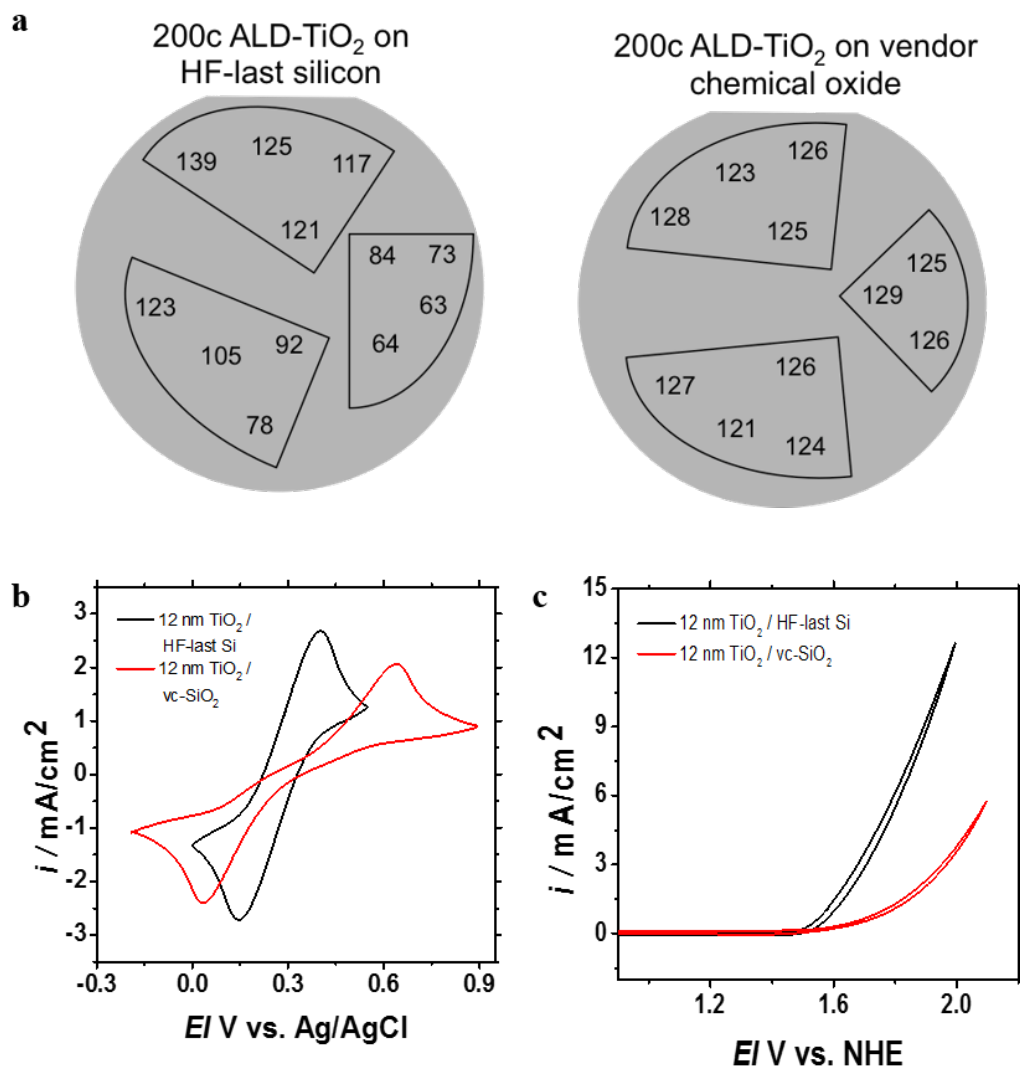 a
200c ALD-TiO₂ on
HF-last silicon
139
125
117
121
84
73
63
64
123
105
92
78
200c ALD-TiO₂ on vendor
chemical oxide
128
123
126
125
125
129
126
127
126
121
124
b
12 nm TiO₂ /
HF-last Si
12 nm TiO₂ /
vc-SiO₂
3
2
1
0
-1
-2
-3
i / mA/cm²
-0.3
0.0
0.3
0.6
0.9
E/ V vs. Ag/AgCl
c
12 nm TiO₂ / HF-last Si
12 nm TiO₂ / vc-SiO₂
15
12
9
6
3
0
i / mA/cm²
1.2
1.6
2.0
E/ V vs. NHE